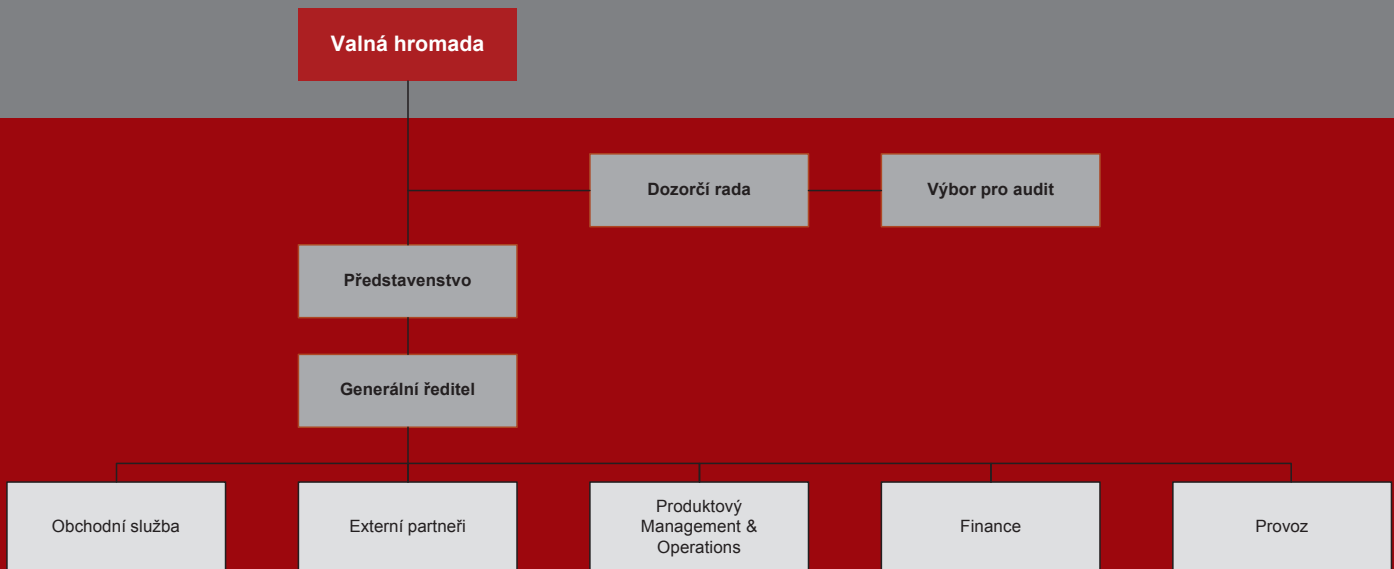 Valná hromada
Dozorčí rada
Výbor pro audit
Představenstvo
Generální ředitel
Obchodní služba
Externí partneři
Produktový
Management &
Operations
Finance
Provoz